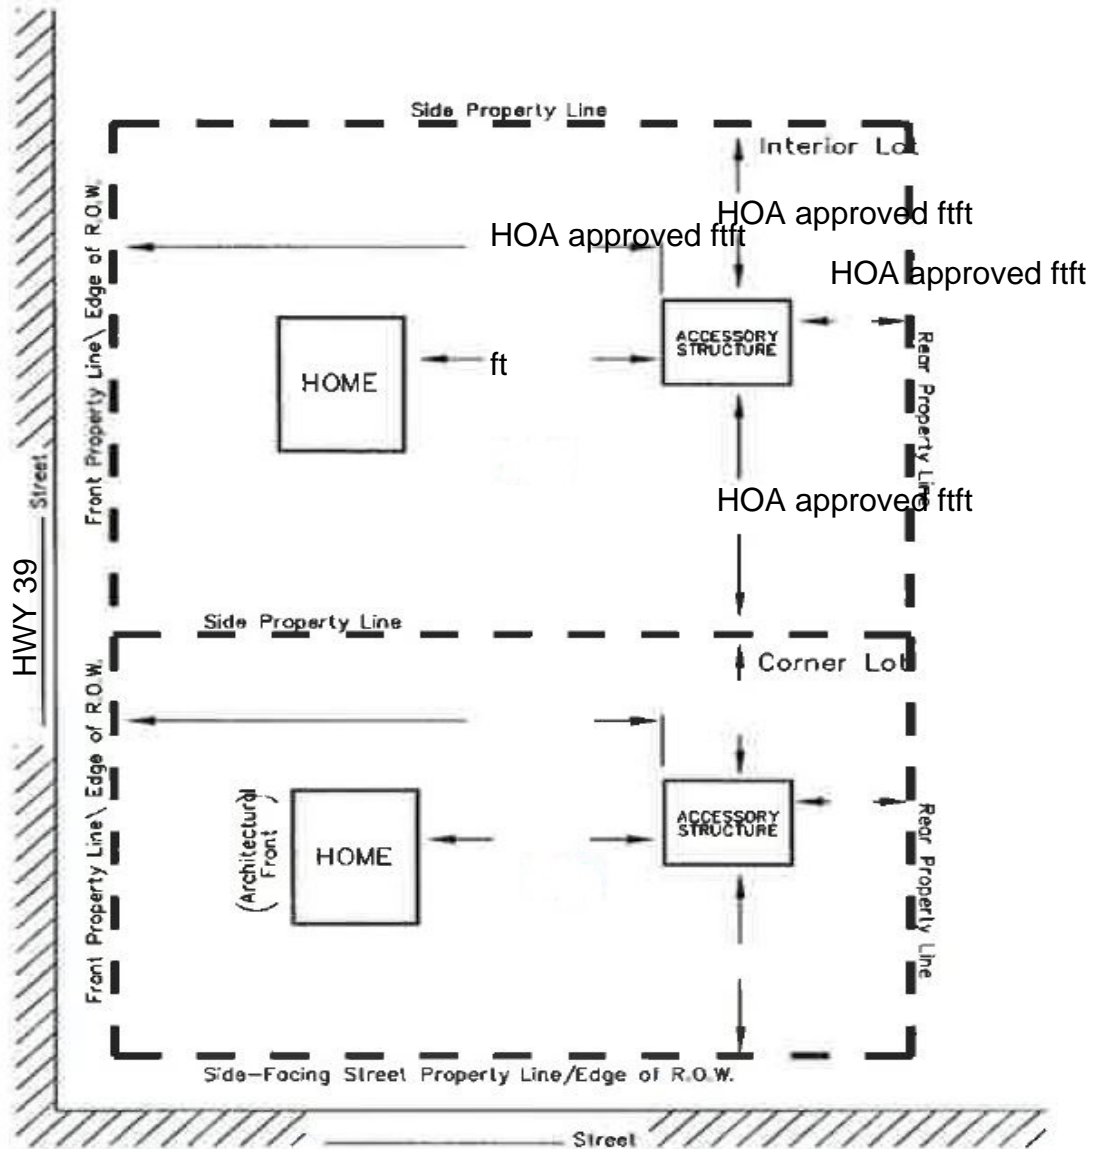 Side Property Line
Interior Lot
HOA approved ftft
HOA approved ftft
HOA approved ftft
Front Property Line\ Edge of R.O.W.
HOME
ft
ACCESSORY
STRUCTURE
Rear Property Line
HOA approved ftft
HWY 39
Street
Side Property Line
Corner Lot
Front Property Line\ Edge of R.O.W.
(Architectural
Front)
HOME
ACCESSORY
STRUCTURE
Rear Property Line
Side-Facing Street Property Line/Edge of R.O.W.
Street